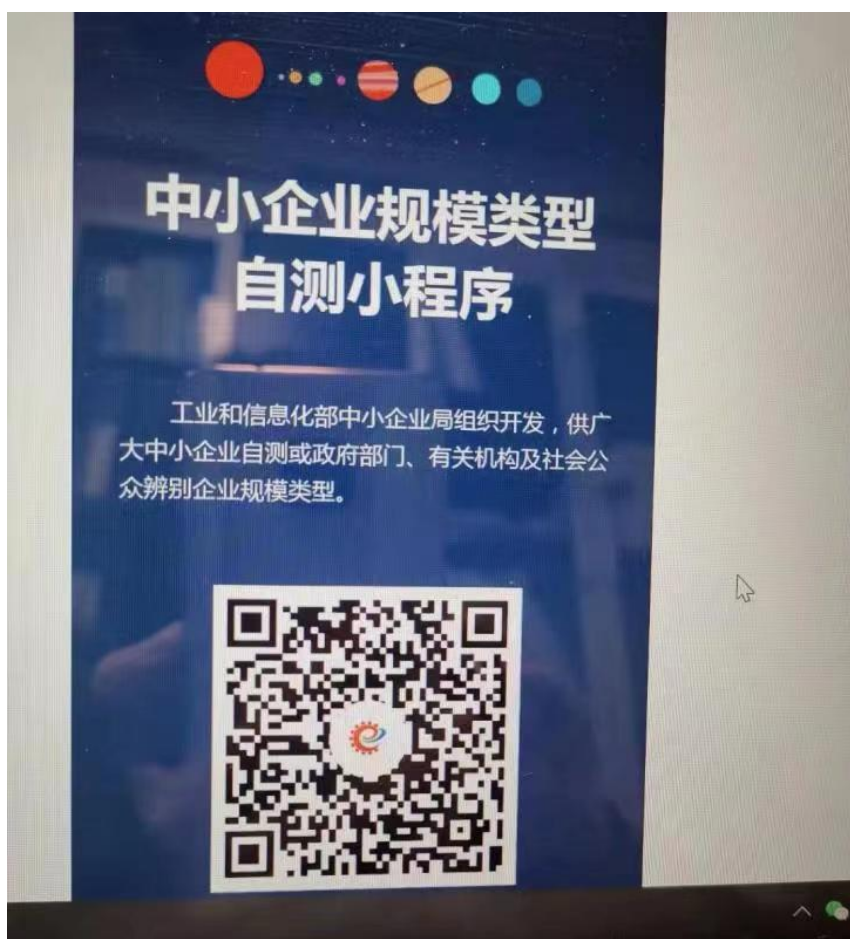 中小企业规模类型
自测小程序
工业和信息化部中小企业局组织开发，供广
大中小企业自测或政府部门、有关机构及社会公
众辨别企业规模类型。